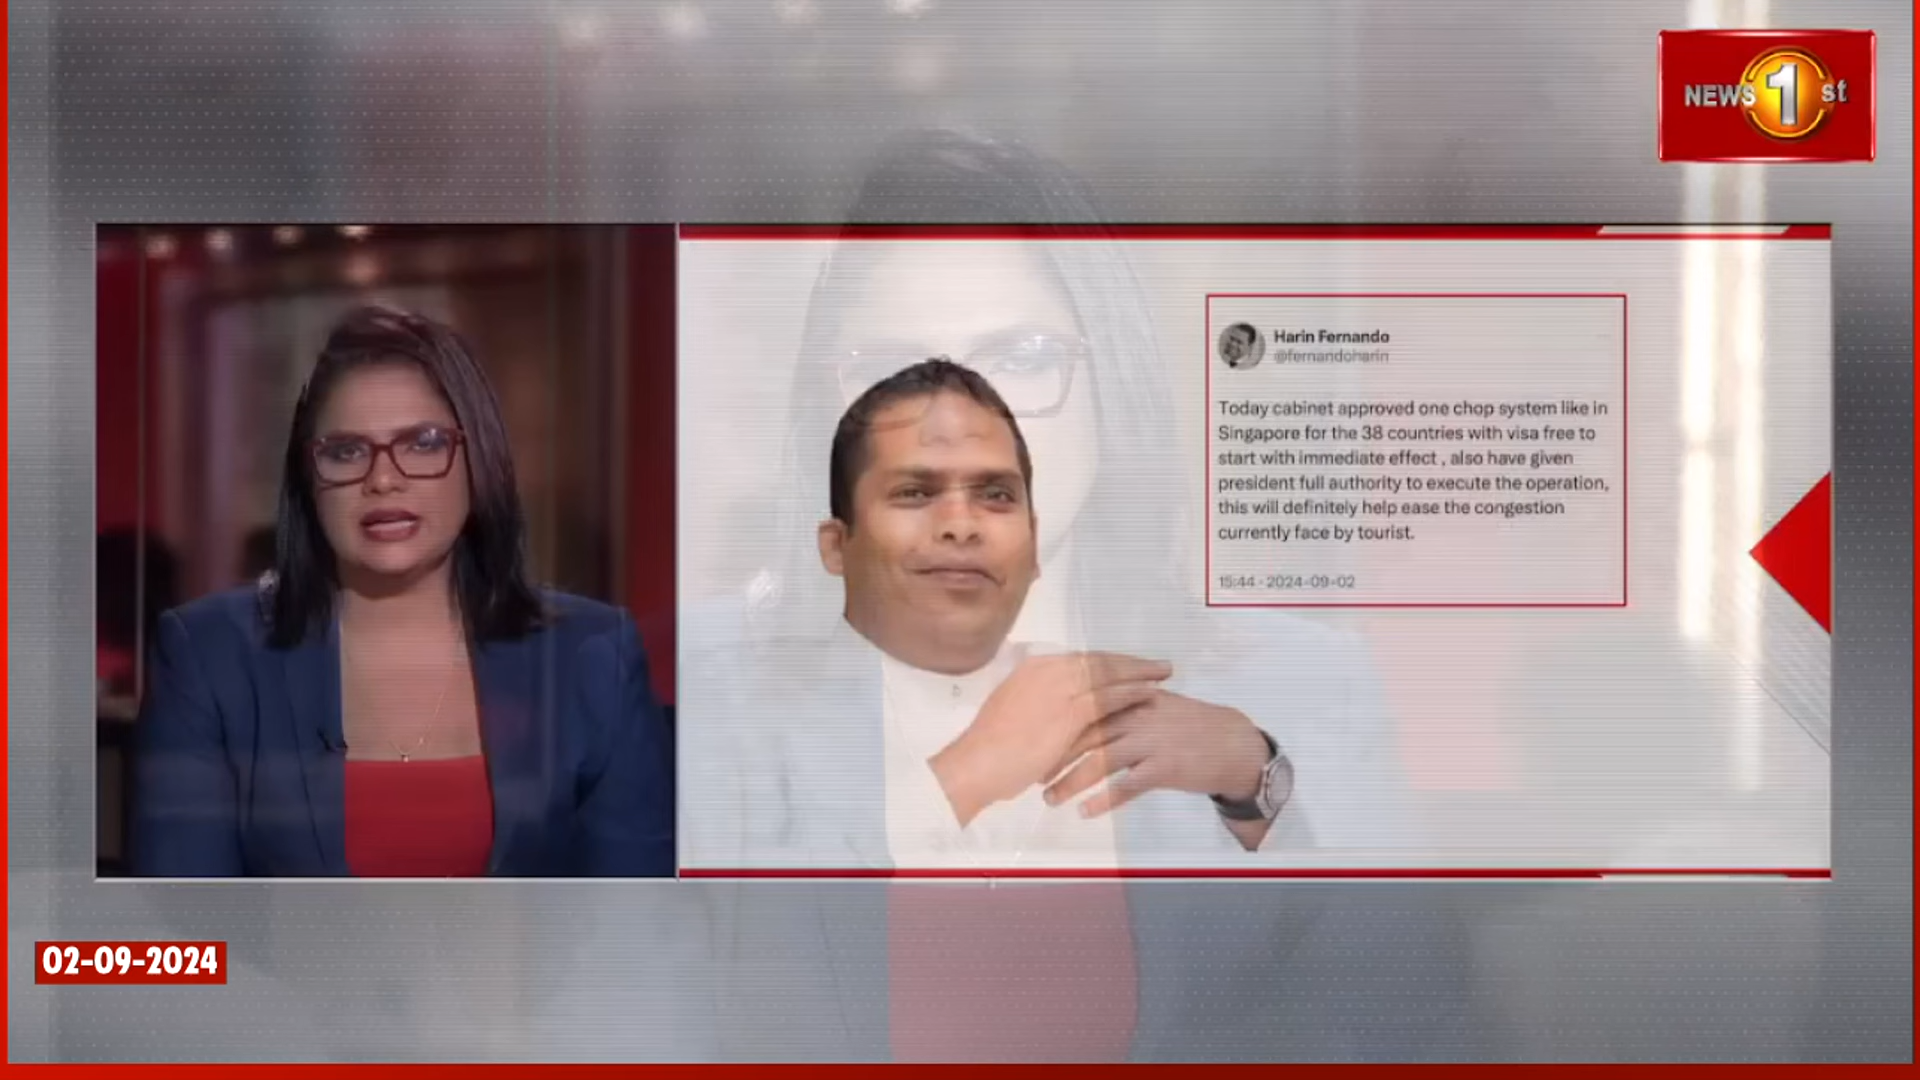 NEWS 1st
Harin Fernando
@fernandoharin
Today cabinet approved one chop system like in
Singapore for the 38 countries with visa free to
start with immediate effect , also have given
president full authority to execute the operation,
this will definitely help ease the congestion
currently face by tourist.
15:44 - 2024-09-02
02-09-2024